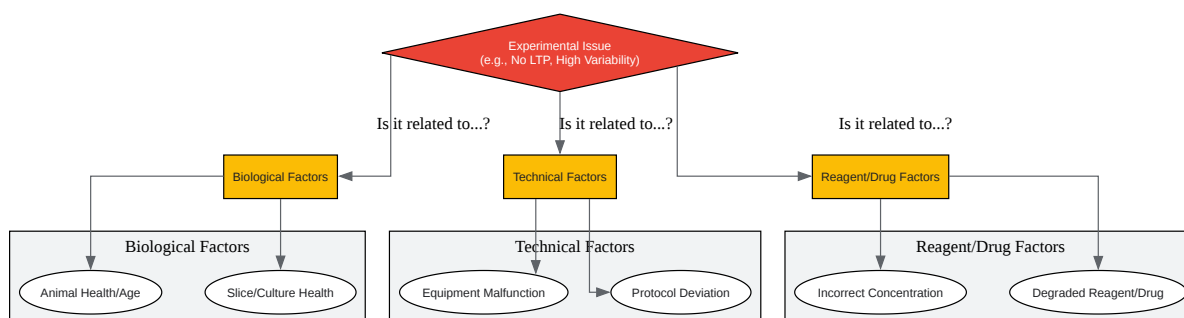 Experimental Issue
(e.g., No LTP, High Variability)
Is it related to...?
Is it related to...?
Is it related to...?
Biological Factors
Technical Factors
Reagent/Drug Factors
Biological Factors
Technical Factors
Reagent/Drug Factors
Animal Health/Age
Slice/Culture Health
Equipment Malfunction
Protocol Deviation
Incorrect Concentration
Degraded Reagent/Drug